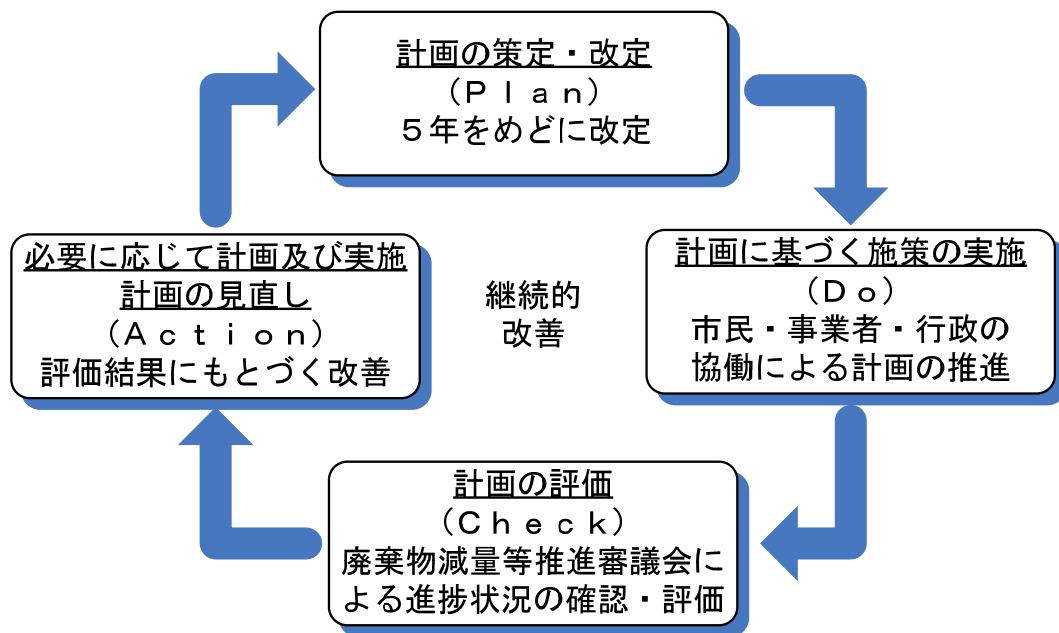 計画の策定・改定
（Ｐｌａｎ）
５年をめどに改定
計画に基づく施策の実施
（Ｄｏ）
市民・事業者・行政の
協働による計画の推進
計画の評価
（Ｃｈｅｃｋ）
廃棄物減量等推進審議会に
よる進捗状況の確認・評価
必要に応じて計画及び実施
計画の見直し
（Ａｃｔｉｏｎ）
評価結果にもとづく改善
継続的
改善